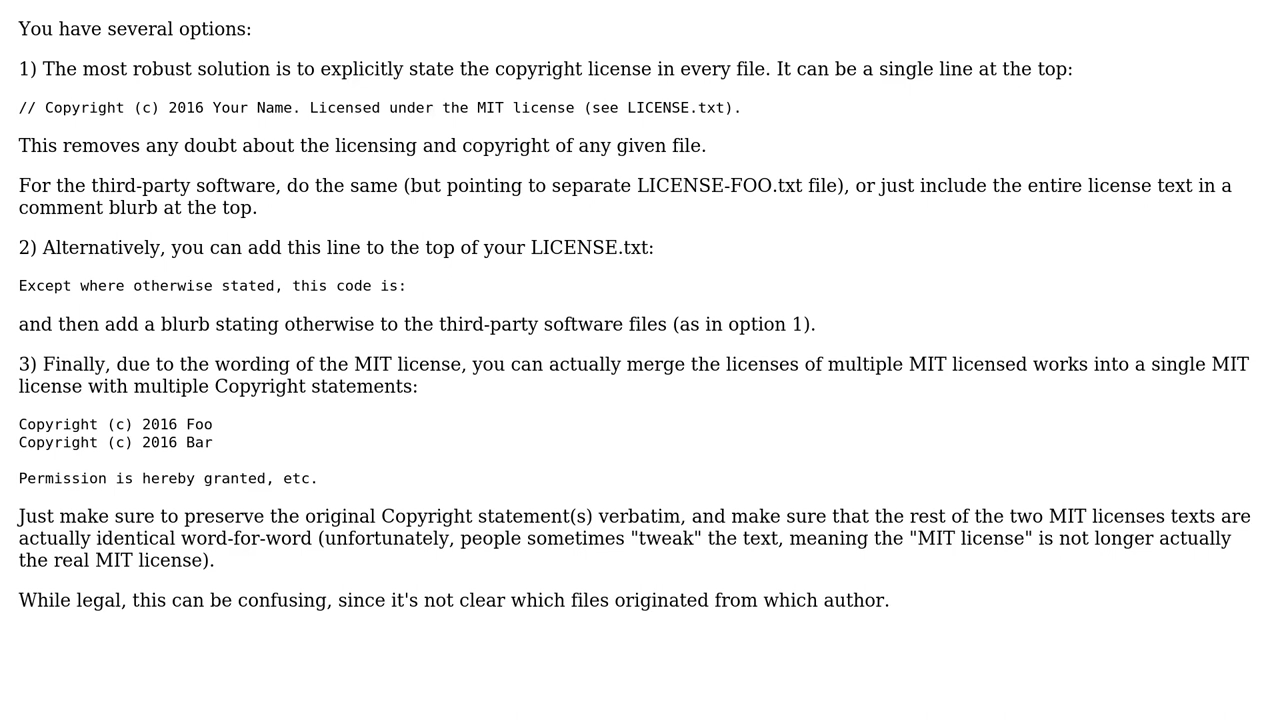 You have several options:
1) The most robust solution is to explicitly state the copyright license in every file. It can be a single line at the top:
// Copyright (c) 2016 Your Name. Licensed under the MIT license (see LICENSE.txt).
This removes any doubt about the licensing and copyright of any given file.
For the third-party software, do the same (but pointing to separate LICENSE-FOO.txt file), or just include the entire license text in a
comment blurb at the top.
2) Alternatively, you can add this line to the top of your LICENSE.txt:
Except where otherwise stated, this code is:
and then add a blurb stating otherwise to the third-party software files (as in option 1).
3) Finally, due to the wording of the MIT license, you can actually merge the licenses of multiple MIT licensed works into a single MIT
license with multiple Copyright statements:
Copyright (c) 2016 Foo
Copyright (c) 2016 Bar
Permission is hereby granted, etc.
Just make sure to preserve the original Copyright statement(s) verbatim, and make sure that the rest of the two MIT licenses texts are
actually identical word-for-word (unfortunately, people sometimes "tweak" the text, meaning the "MIT license" is not longer actually
the real MIT license).
While legal, this can be confusing, since it's not clear which files originated from which author.